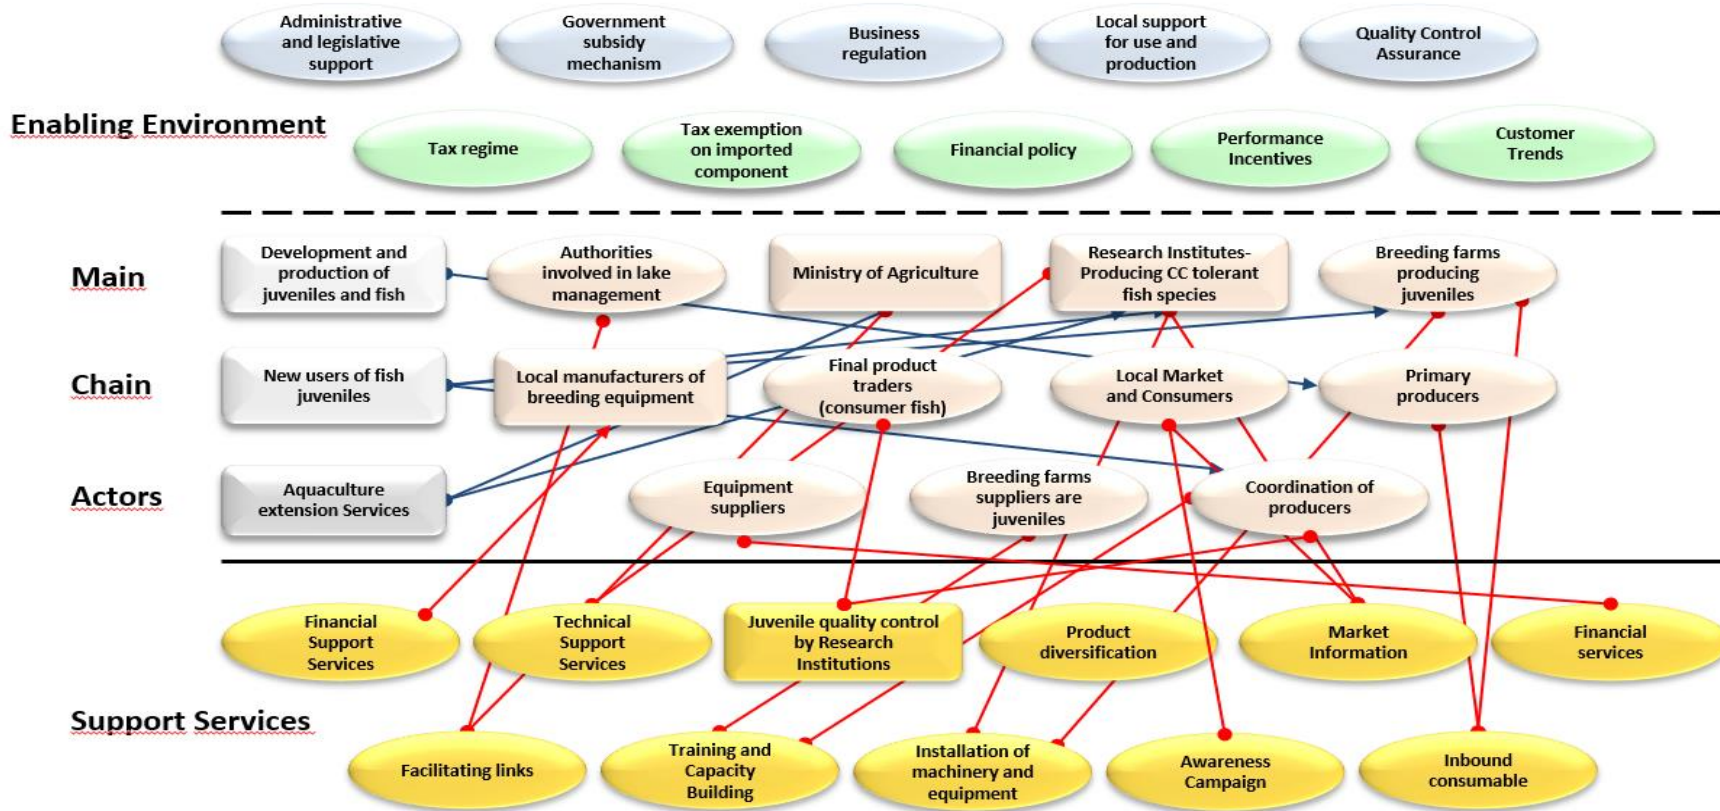 Administrative
and legislative
support
Government
subsidy
mechanism
Business
regulation
Local support
for use and
production
Quality Control
Assurance
Enabling Environment
Tax regime
Tax exemption
on imported
component
Financial policy
Performance
Incentives
Customer
Trends
Main
Development and
production of
juveniles and fish
Authorities
involved in lake
management
Ministry of Agriculture
Research Institutes-
Producing CC tolerant
fish species
Breeding farms
producing
juveniles
Chain
New users of fish
juveniles
Local manufacturers of
breeding equipment
Final product
traders
(consumer fish)
Local Market
and Consumers
Primary
producers
Actors
Aquaculture
extension Services
Equipment
suppliers
Breeding farms
suppliers are
juveniles
Coordination of
producers
Financial
Support
Services
Technical
Support
Services
Juvenile quality control
by Research
Institutions
Product
diversification
Market
Information
Financial
services
Support Services
Facilitating links
Training and
Capacity
Building
Installation of
machinery and
equipment
Awareness
Campaign
Inbound
consumable